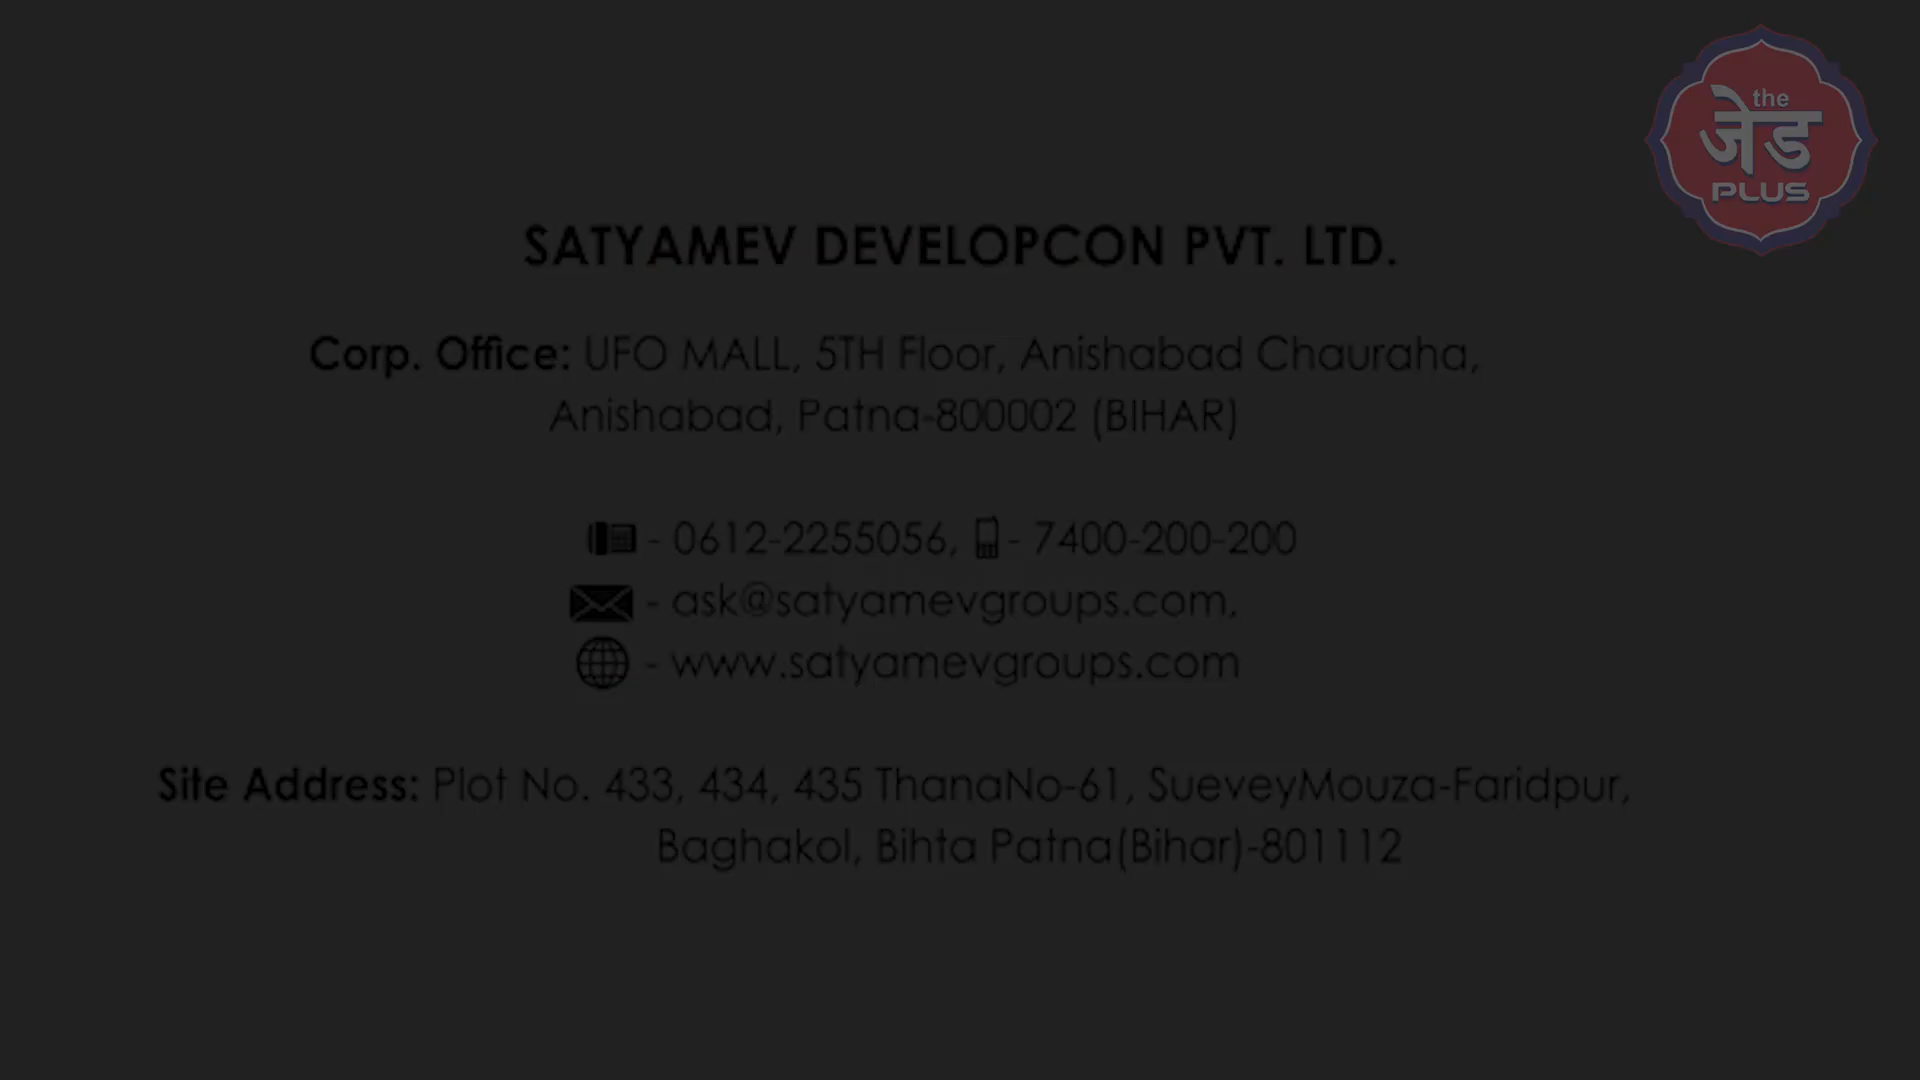 the
जेड
PLUS
SATYAMEV DEVELOPCON PVT. LTD.
Corp. Office: UFO MALL, 5TH Floor, Anishabad Chauraha,
Anishabad, Patna-800002 (BIHAR)
- 0612-2255056, - 7400-200-200
- ask@satyamevgroups.com,
- www.satyamevgroups.com
Site Address: Plot No. 433, 434, 435 ThanaNo-61, SueveyMouza-Faridpur,
Baghakol, Bihta Patna(Bihar)-801112